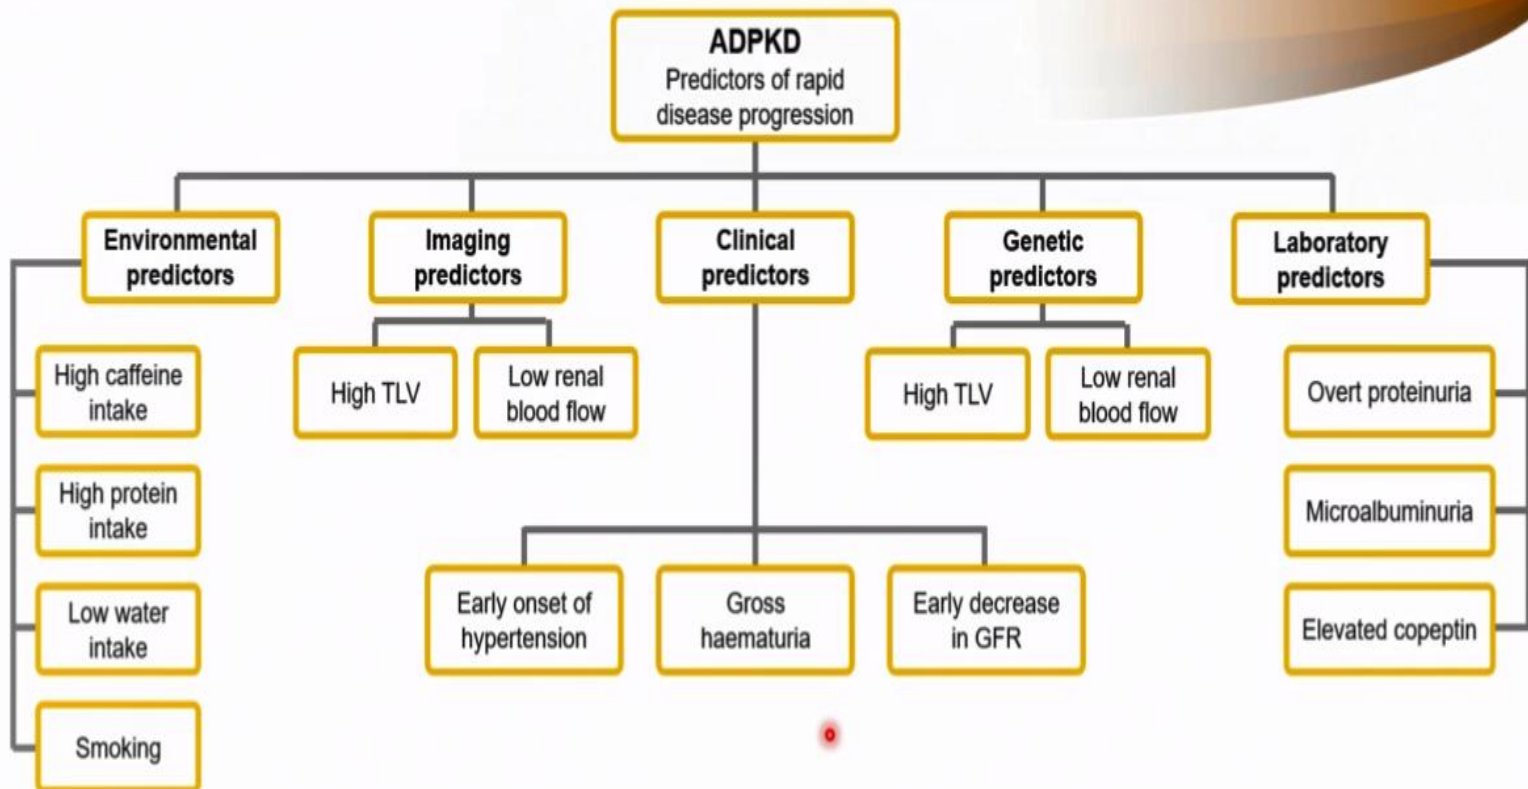 ADPKD
Predictors of rapid
disease progression
Environmental
predictors
Imaging
predictors
Clinical
predictors
Genetic
predictors
Laboratory
predictors
High caffeine
intake
High protein
intake
Low water
intake
Smoking
High TLV
Low renal
blood flow
Early onset of
hypertension
Gross
haematuria
Early decrease
in GFR
High TLV
Low renal
blood flow
Overt proteinuria
Microalbuminuria
Elevated copeptin